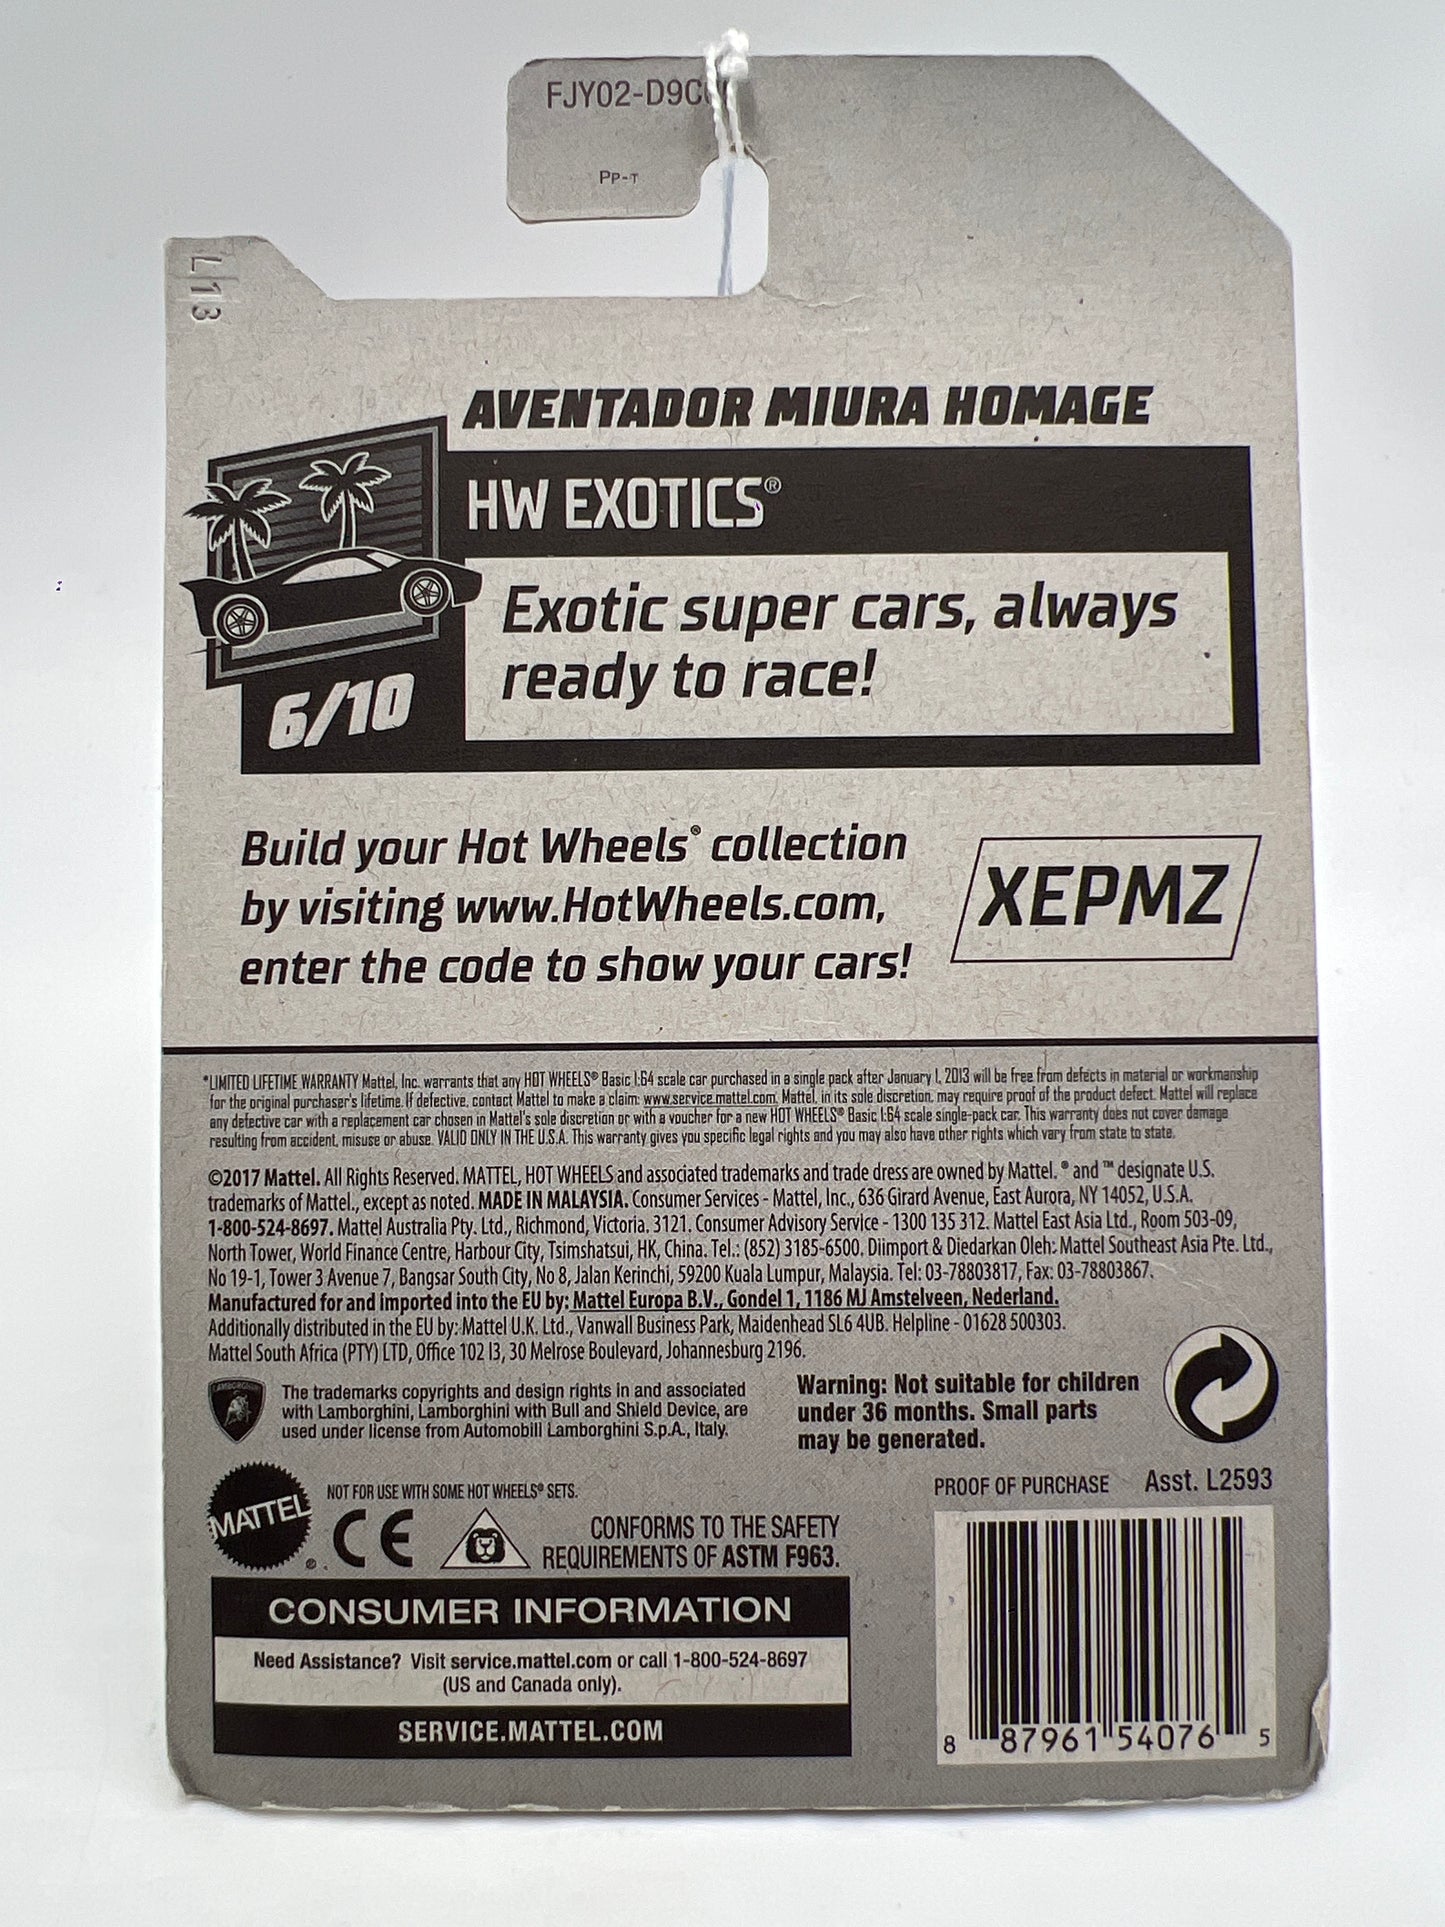 FJY02-D9C
PP-T
L 13
AVENTADOR MIURA HOMAGE
HW EXOTICS®
Exotic super cars, always
ready to race!
6/10
Build your Hot Wheels® collection
by visiting www.HotWheels.com,
enter the code to show your cars!
XEPMZ
*LIMITED LIFETIME WARRANTY Mattel, Inc. warrants that any HOT WHEELS® Basic 1:64 scale car purchased in a single pack after January 1, 2013 will be free from defects in material or workmanship
for the original purchaser's lifetime. If defective, contact Mattel to make a claim: www.service.mattel.com. Mattel, in its sole discretion, may require proof of the product defect. Mattel will replace
any defective car with a replacement car chosen in Mattel's sole discretion or with a voucher for a new HOT WHEELS® Basic 1:64 scale single-pack car. This warranty does not cover damage
resulting from accident, misuse or abuse. VALID ONLY IN THE U.S.A. This warranty gives you specific legal rights and you may also have other rights which vary from state to state.
©2017 Mattel. All Rights Reserved. MATTEL, HOT WHEELS and associated trademarks and trade dress are owned by Mattel. ® and ™ designate U.S.
trademarks of Mattel., except as noted. MADE IN MALAYSIA. Consumer Services - Mattel, Inc., 636 Girard Avenue, East Aurora, NY 14052, U.S.A.
1-800-524-8697. Mattel Australia Pty. Ltd., Richmond, Victoria. 3121. Consumer Advisory Service - 1300 135 312. Mattel East Asia Ltd., Room 503-09,
North Tower, World Finance Centre, Harbour City, Tsimshatsui, HK, China. Tel.: (852) 3185-6500. Diimport & Diedarkan Oleh: Mattel Southeast Asia Pte. Ltd.,
No 19-1, Tower 3 Avenue 7, Bangsar South City, No 8, Jalan Kerinchi, 59200 Kuala Lumpur, Malaysia. Tel: 03-78803817, Fax: 03-78803867.
Manufactured for and imported into the EU by: Mattel Europa B.V., Gondel 1, 1186 MJ Amstelveen, Nederland.
Additionally distributed in the EU by: Mattel U.K. Ltd., Vanwall Business Park, Maidenhead SL6 4UB. Helpline - 01628 500303.
Mattel South Africa (PTY) LTD, Office 102 I3, 30 Melrose Boulevard, Johannesburg 2196.
LAMBORGHINI
The trademarks copyrights and design rights in and associated
with Lamborghini, Lamborghini with Bull and Shield Device, are
used under license from Automobili Lamborghini S.p.A., Italy.
Warning: Not suitable for children
under 36 months. Small parts
may be generated.
MATTEL ®
NOT FOR USE WITH SOME HOT WHEELS® SETS.
CE
CONFORMS TO THE SAFETY
REQUIREMENTS OF ASTM F963.
PROOF OF PURCHASE Asst. L2593
CONSUMER INFORMATION
Need Assistance? Visit service.mattel.com or call 1-800-524-8697
(US and Canada only).
SERVICE.MATTEL.COM
8 87961 54076 5